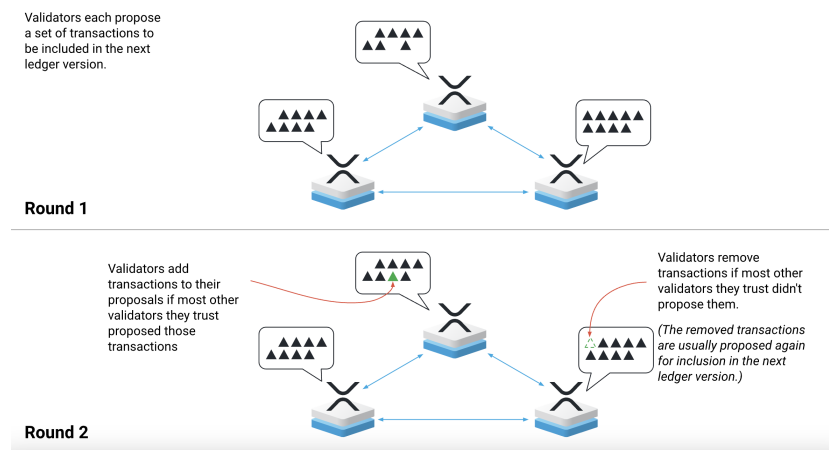 Validators each propose
a set of transactions to
be included in the next
ledger version.
Round 1
Validators add
transactions to their
proposals if most other
validators they trust
proposed those
transactions
Validators remove
transactions if most other
validators they trust didn't
propose them.
(The removed transactions
are usually proposed again
for inclusion in the next
ledger version.)
Round 2